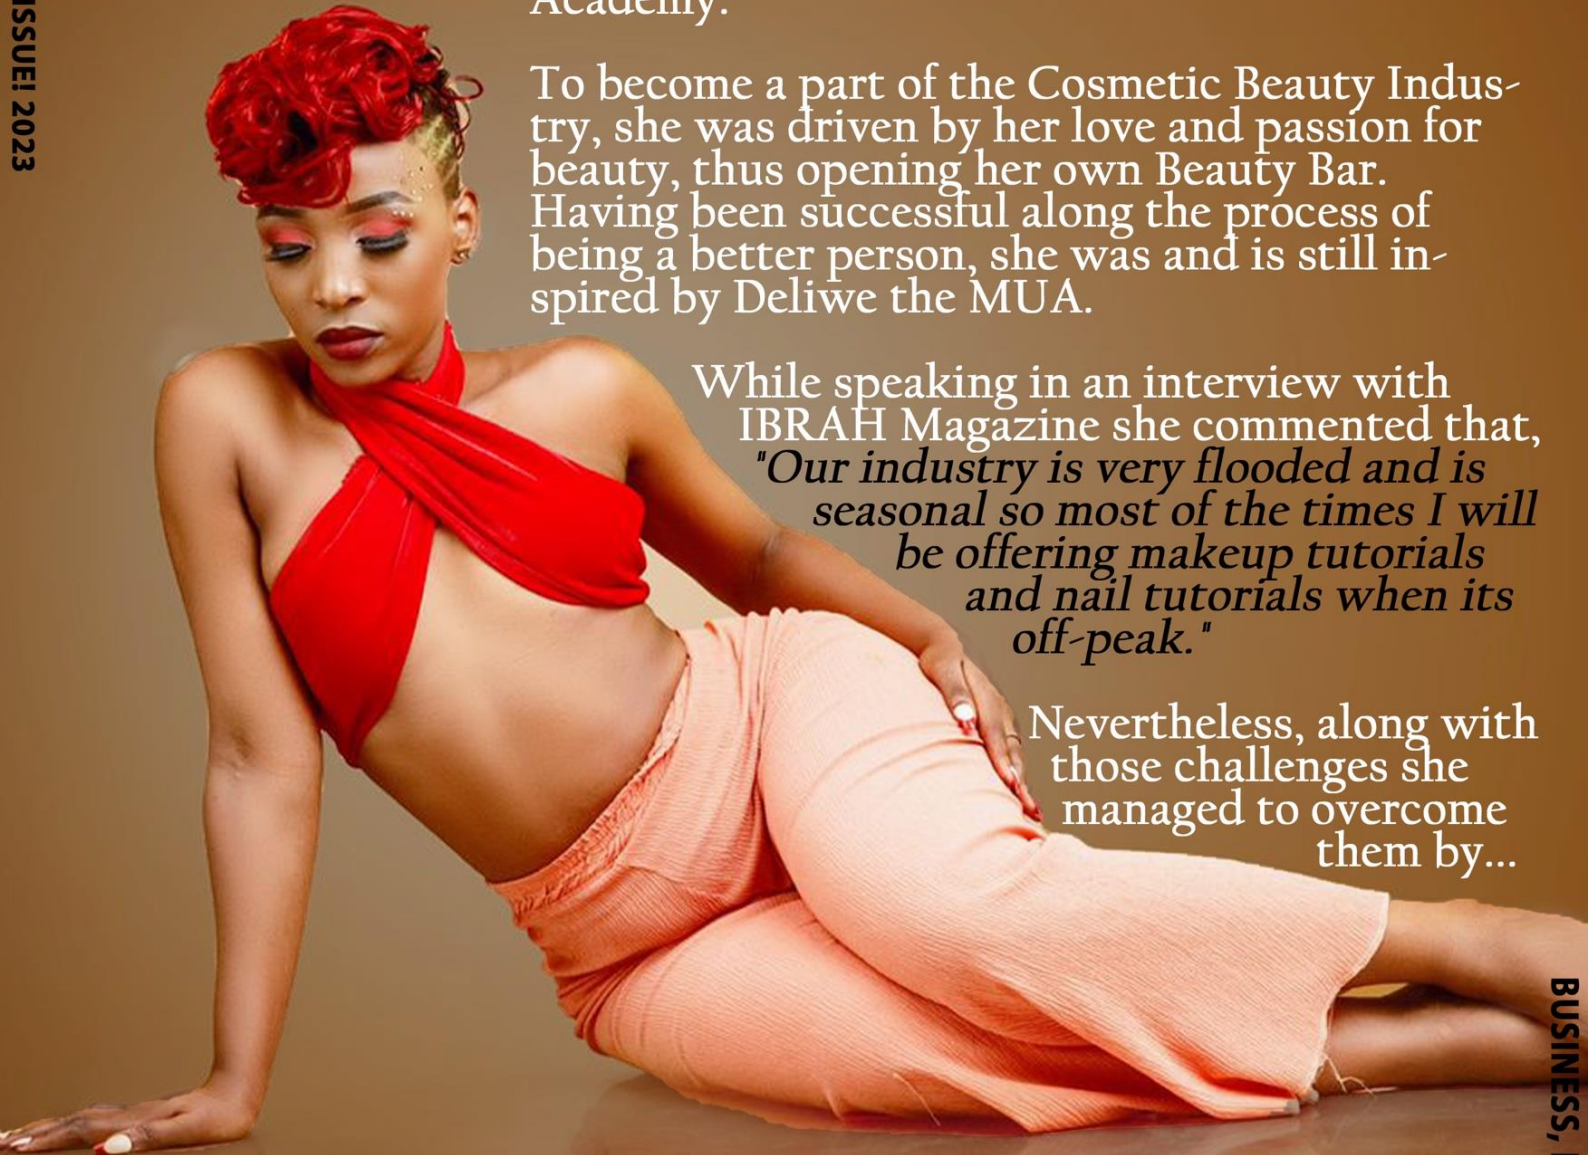 ISSUE! 2023
Academy.
To become a part of the Cosmetic Beauty Indus-
try, she was driven by her love and passion for
beauty, thus opening her own Beauty Bar.
Having been successful along the process of
being a better person, she was and is still in-
spired by Deliwe the MUA.
While speaking in an interview with
IBRAH Magazine she commented that,
"Our industry is very flooded and is
seasonal so most of the times I will
be offering makeup tutorials
and nail tutorials when its
off-peak."
Nevertheless, along with
those challenges she
managed to overcome
them by...
BUSINESS,